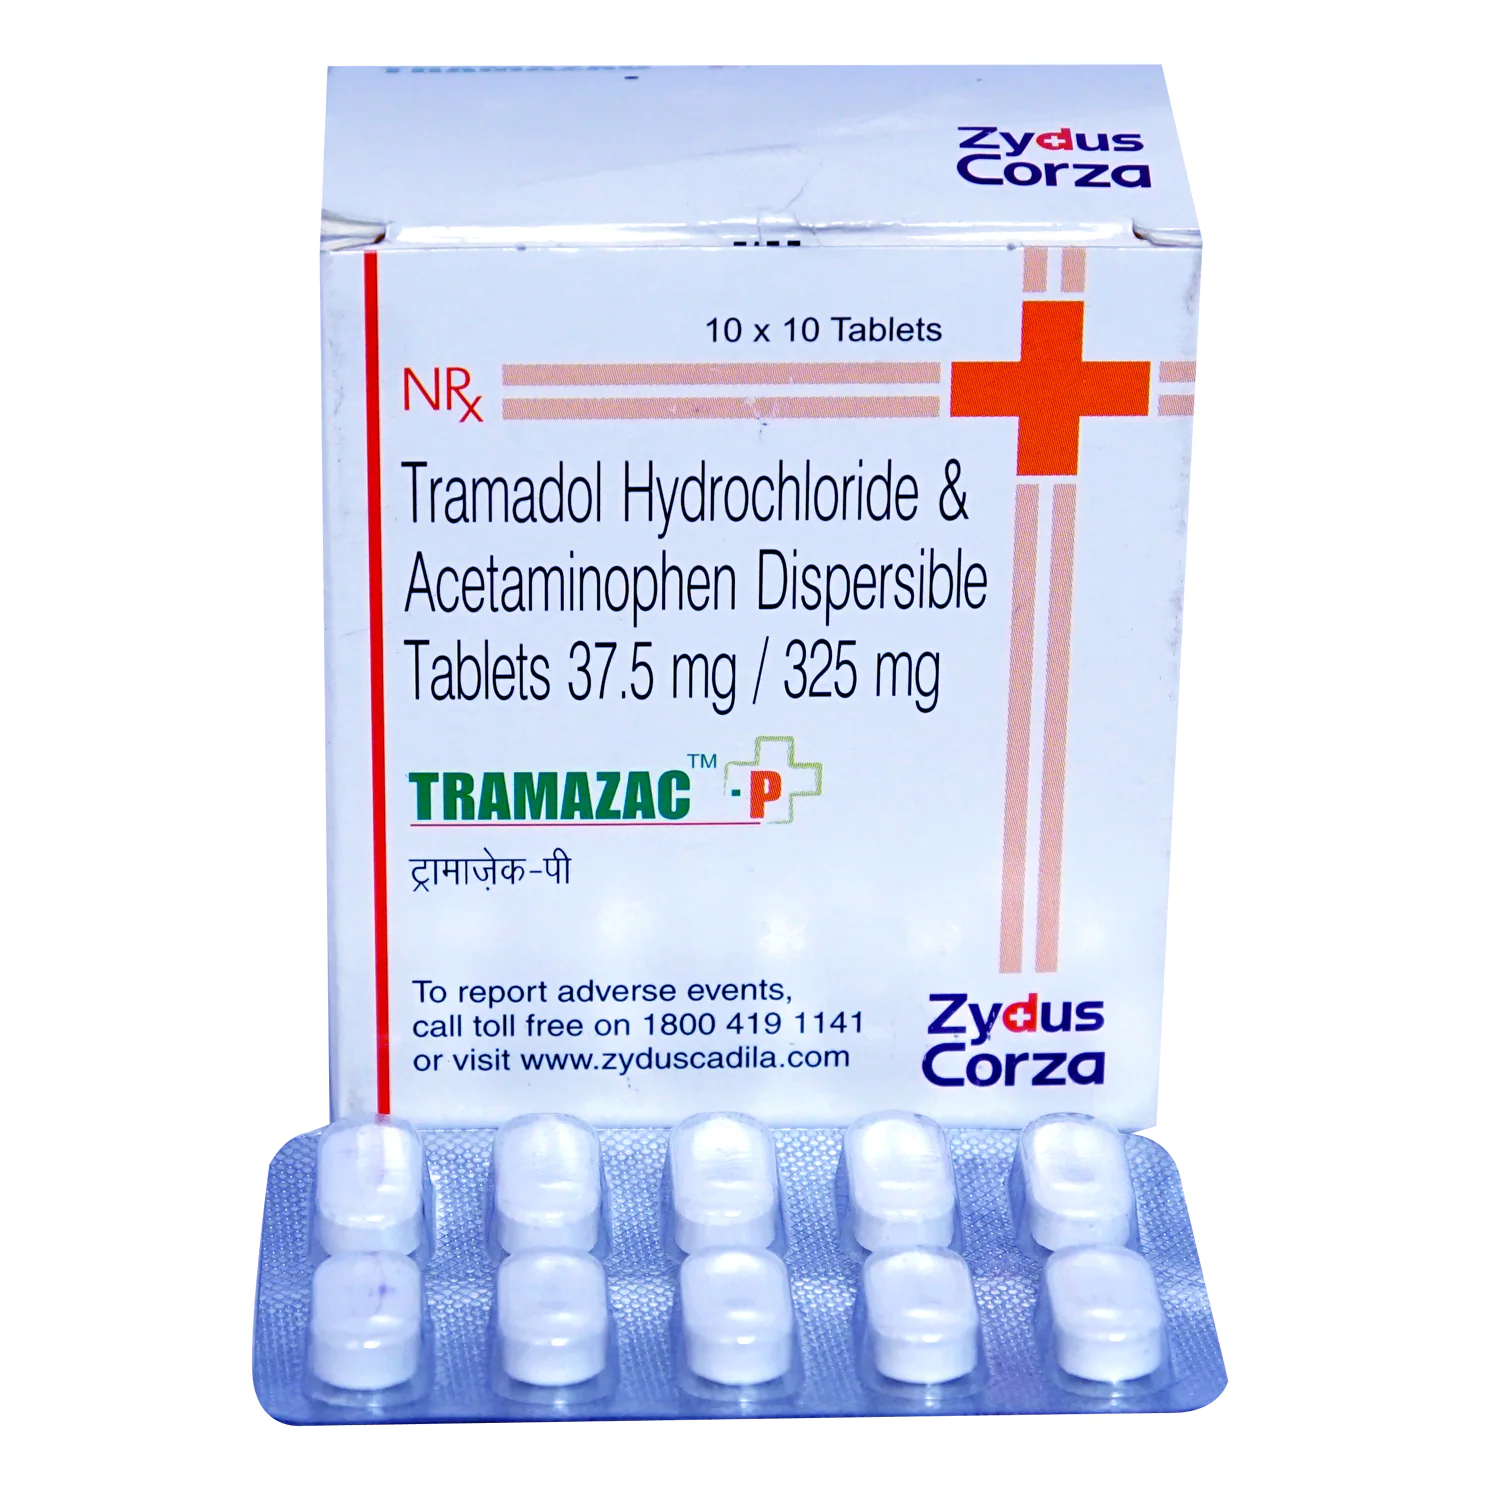 Zydus
Corza
10 x 10 Tablets
NRx
Tramadol Hydrochloride &
Acetaminophen Dispersible
Tablets 37.5 mg / 325 mg
TRAMAZAC™-P
ट्रामाज़ेक-पी
To report adverse events,
call toll free on 1800 419 1141
or visit www.zyduscadila.com
Zydus
Corza